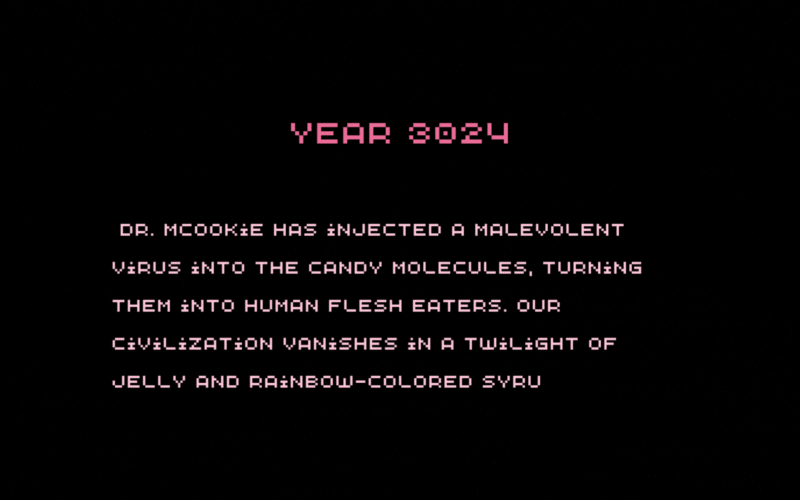 YEAR 3024
DR. MCOOKiE HAS iNJECTED A MALEVOLENT
ViRUS iNTO THE CANDY MOLECULES, TURNiNG
THEM iNTO HUMAN FLESH EATERS. OUR
CiViLiZATiON VANiSHES iN A TWiLiGHT OF
JELLY AND RAiNBOW-COLORED SYRU